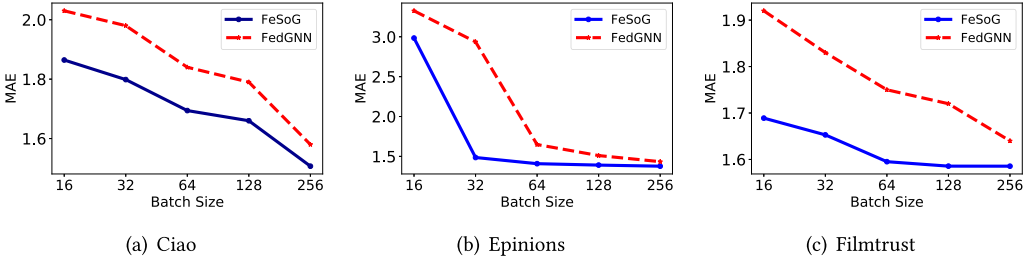 2.0
1.8
1.6
MAE
FeSoG
FedGNN
16 32 64 128 256
Batch Size
(a) Ciao
3.0
2.5
2.0
1.5
MAE
FeSoG
FedGNN
16 32 64 128 256
Batch Size
(b) Epinions
1.9
1.8
1.7
1.6
MAE
FeSoG
FedGNN
16 32 64 128 256
Batch Size
(c) Filmtrust